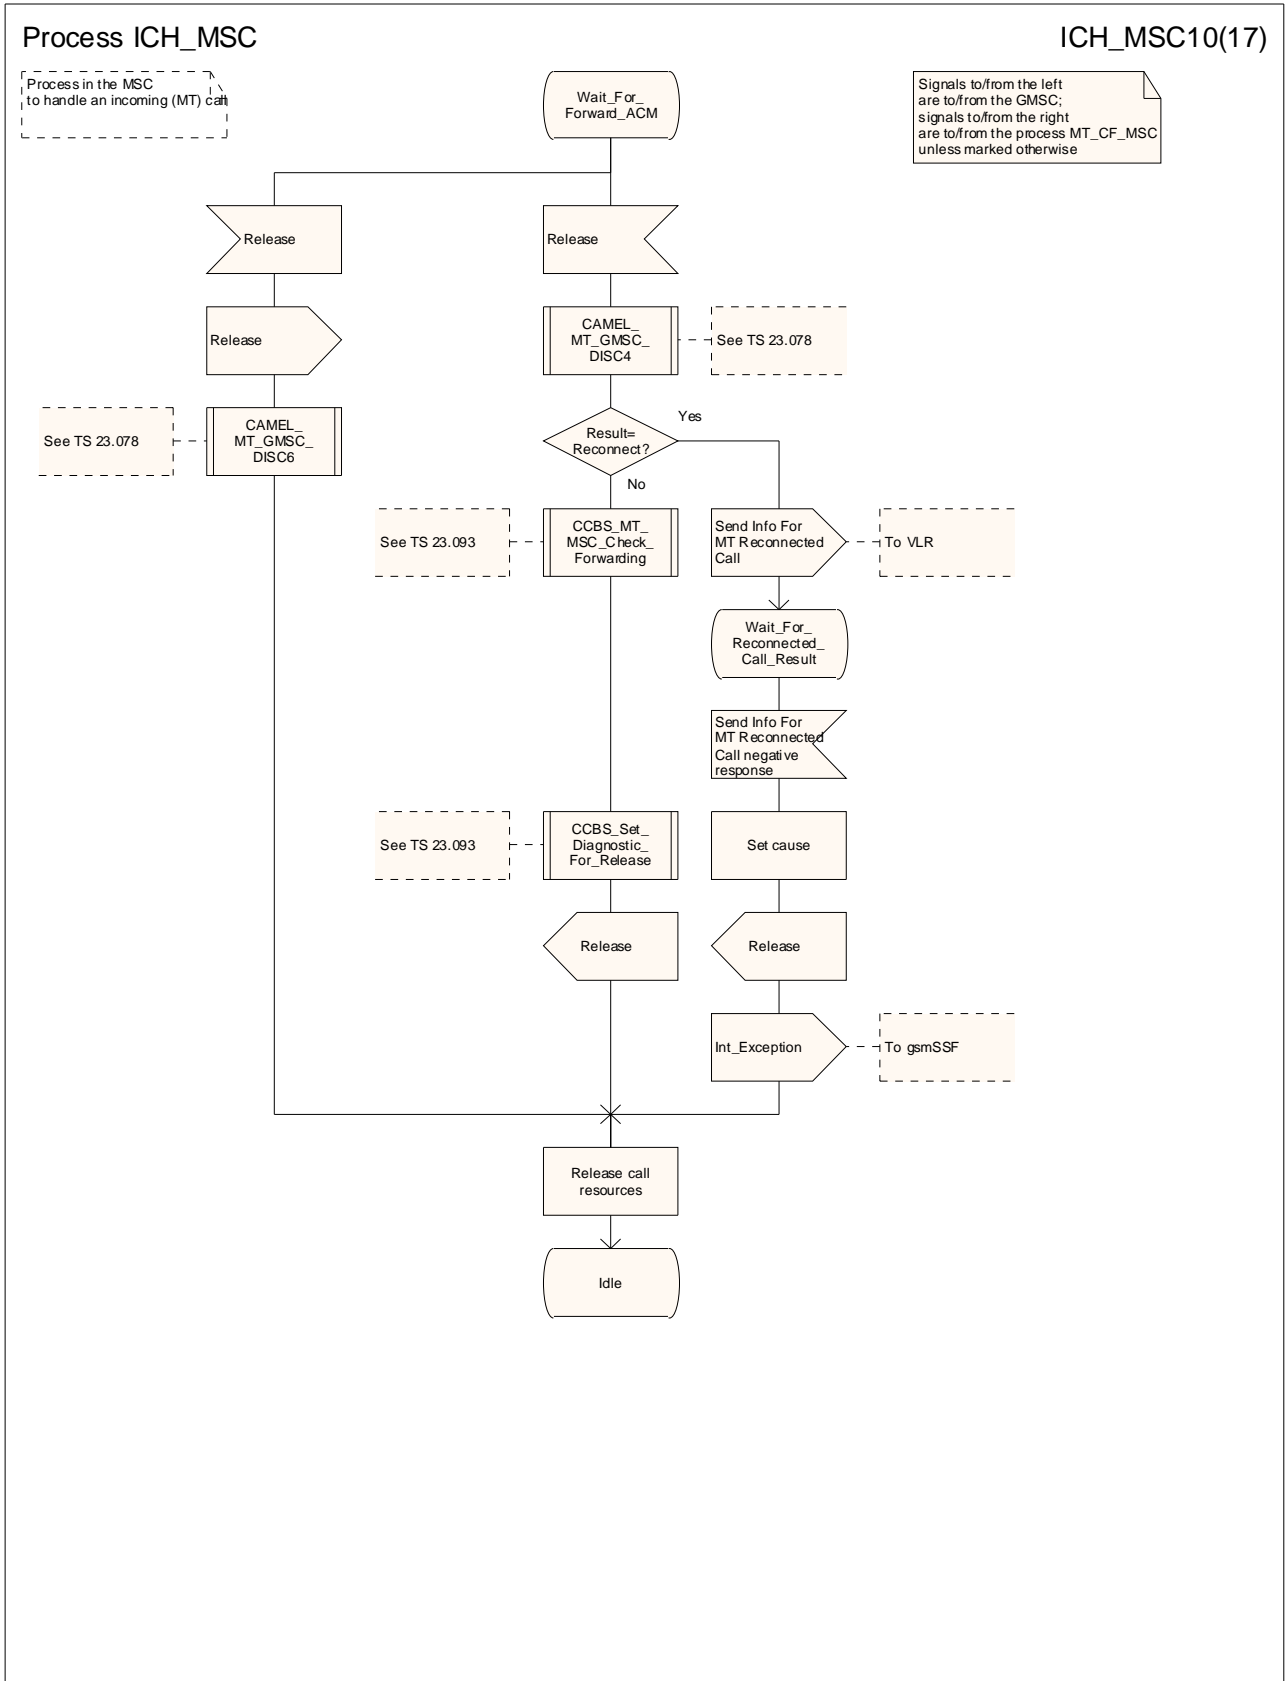 Process ICH_MSC
ICH_MSC10(17)
Process in the MSC
to handle an incoming (MT) call
Signals to/from the left
are to/from the GMSC;
signals to/from the right
are to/from the process MT_CF_MSC
unless marked otherwise
Wait_For_
Forward_ACM
Release
Release
Release
CAMEL_
MT_GMSC_
DISC4
See TS 23.078
See TS 23.078
CAMEL_
MT_GMSC_
DISC6
Result=
Reconnect?
Yes
No
See TS 23.093
CCBS_MT_
MSC_Check_
Forwarding
Send Info For
MT Reconnected
Call
To VLR
Wait_For_
Reconnected_
Call_Result
Send Info For
MT Reconnected
Call negative
response
See TS 23.093
CCBS_Set_
Diagnostic_
For_Release
Set cause
Release
Release
Int_Exception
To gsmSSF
Release call
resources
Idle